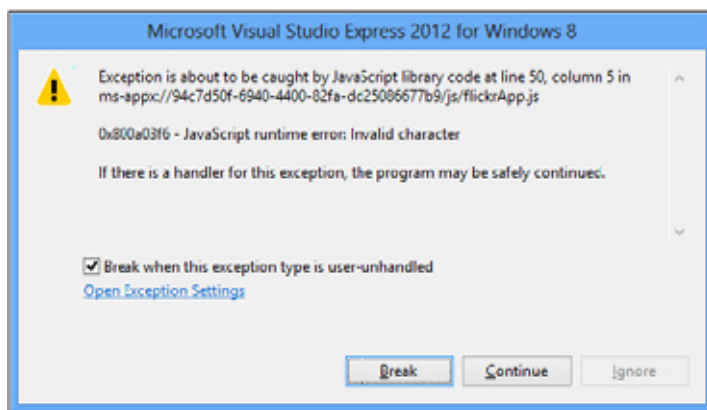 Microsoft Visual Studio Express 2012 for Windows 8
Exception is about to be caught by JavaScript library code at line 50, column 5 in
ms-appx://94c7d50f-6940-4400-82fa-dc25086677b9/js/flickrApp.js
0x800a03f6 - JavaScript runtime error: Invalid character
If there is a handler for this exception, the program may be safely continued.
Break when this exception type is user-unhandled
Open Exception Settings
Break Continue Ignore